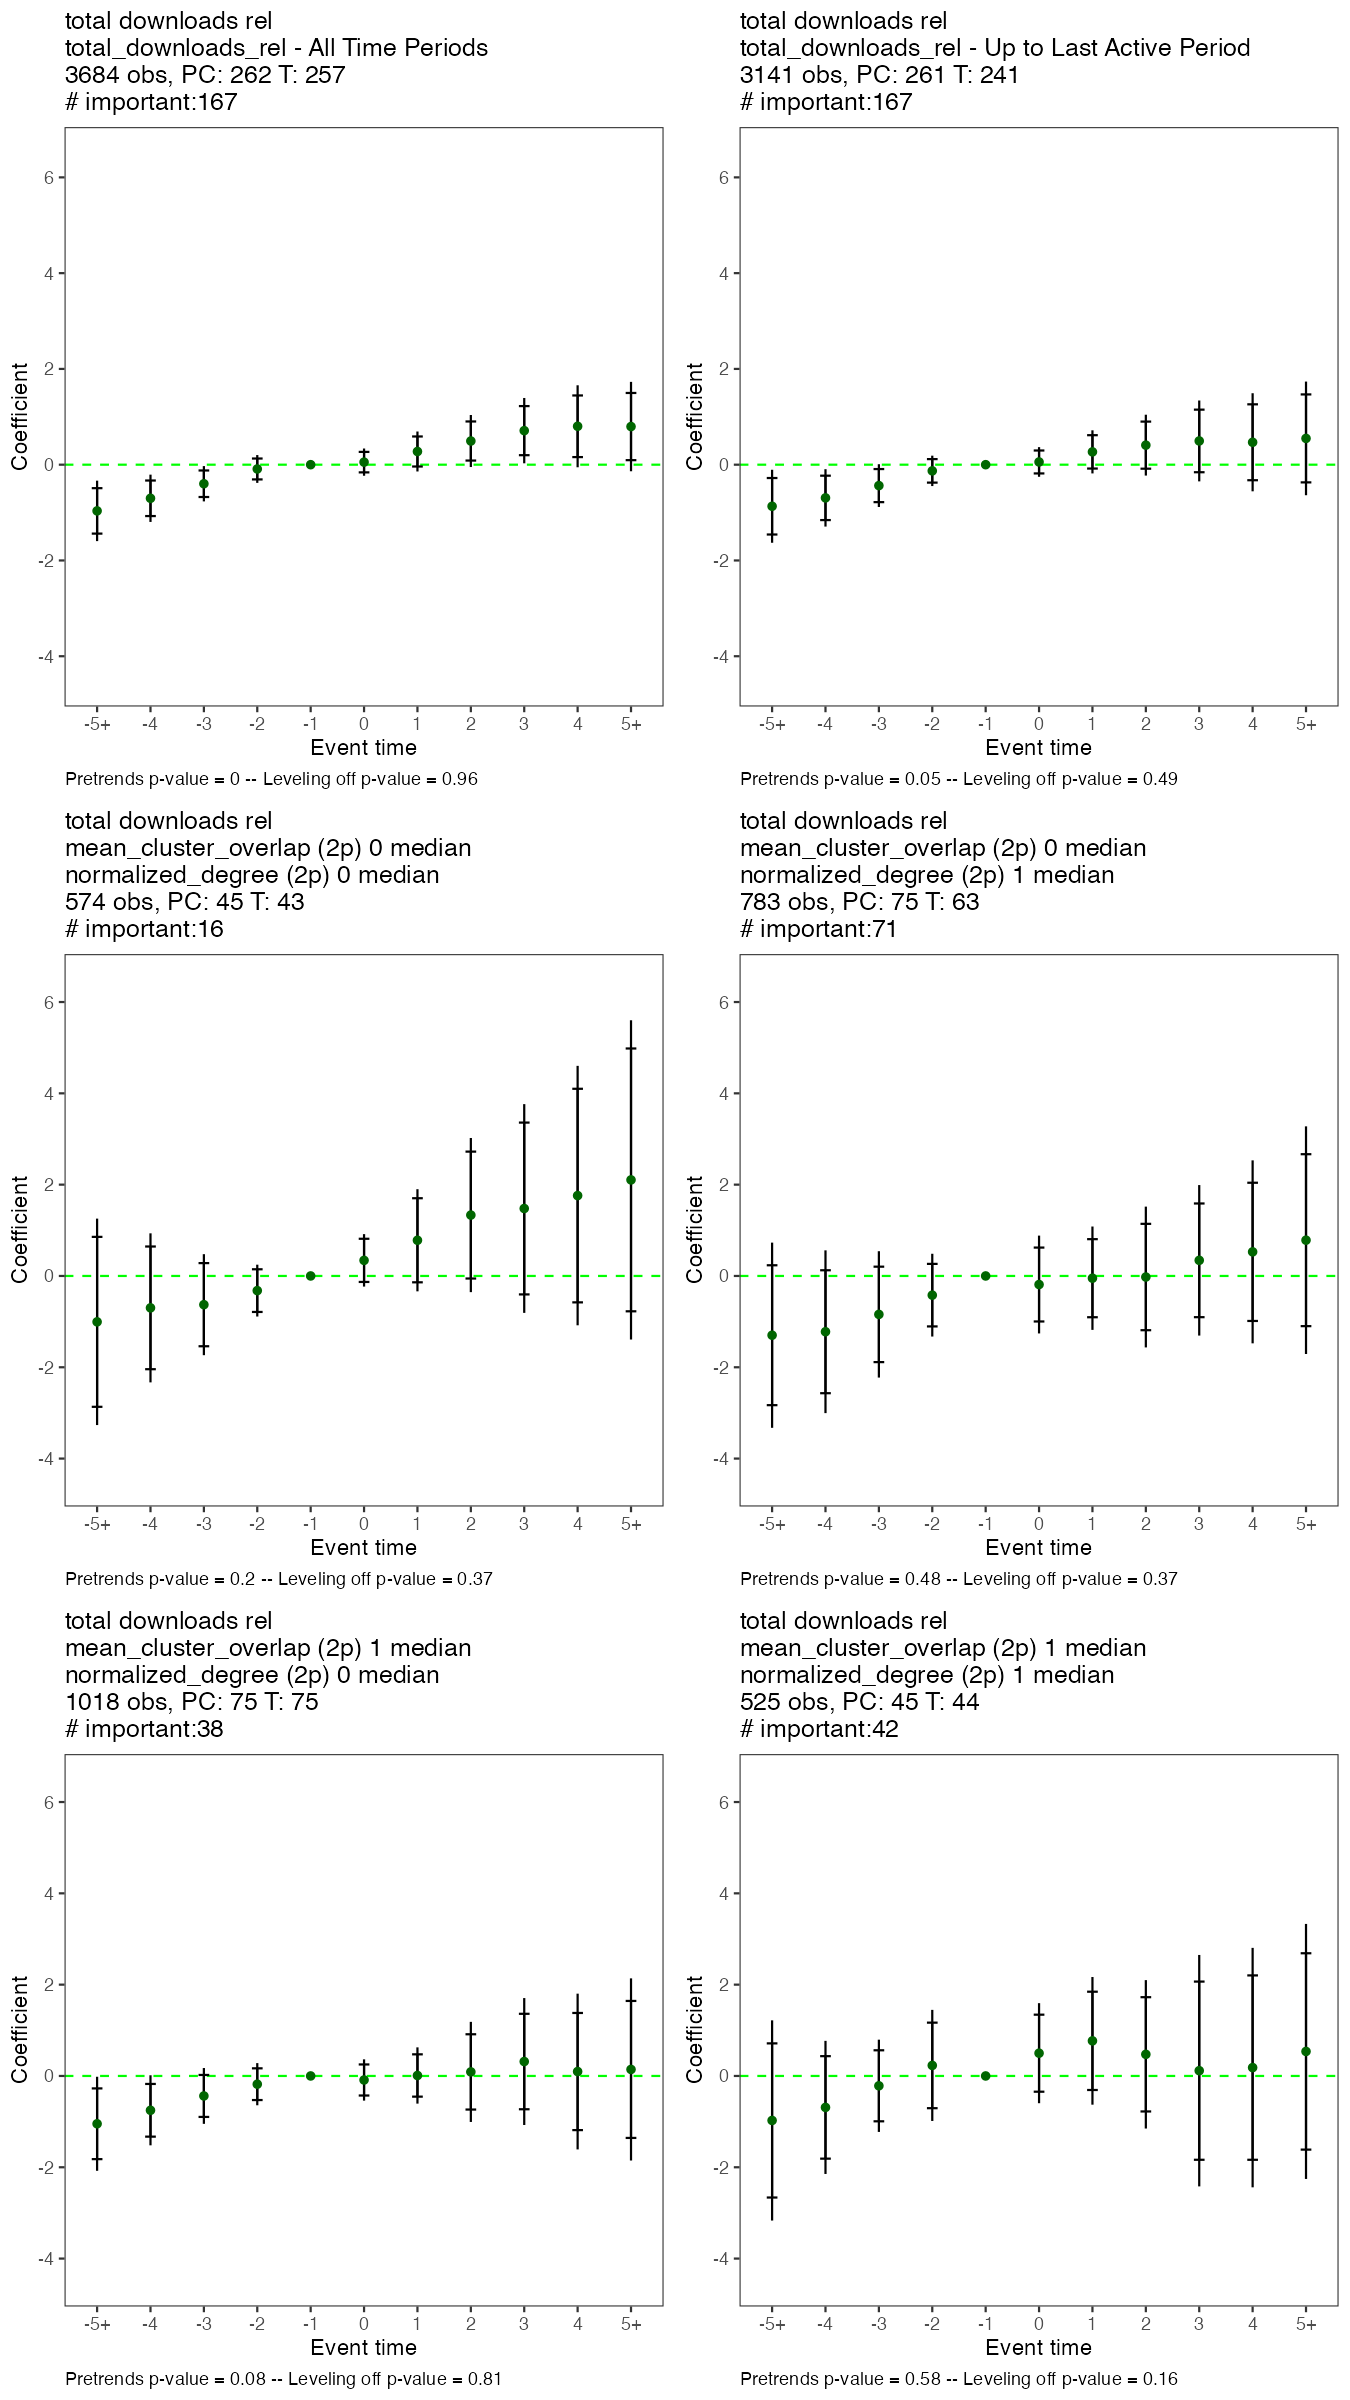 total downloads rel
total_downloads_rel - All Time Periods
3684 obs, PC: 262 T: 257
# important:167
6
4
2
0
-2
-4
Coefficient
-5+ -4 -3 -2 -1 0 1 2 3 4 5+
Event time
Pretrends p-value = 0 -- Leveling off p-value = 0.96
total downloads rel
total_downloads_rel - Up to Last Active Period
3141 obs, PC: 261 T: 241
# important:167
6
4
2
0
-2
-4
Coefficient
-5+ -4 -3 -2 -1 0 1 2 3 4 5+
Event time
Pretrends p-value = 0.05 -- Leveling off p-value = 0.49
total downloads rel
mean_cluster_overlap (2p) 0 median
normalized_degree (2p) 0 median
574 obs, PC: 45 T: 43
# important:16
6
4
2
0
-2
-4
Coefficient
-5+ -4 -3 -2 -1 0 1 2 3 4 5+
Event time
Pretrends p-value = 0.2 -- Leveling off p-value = 0.37
total downloads rel
mean_cluster_overlap (2p) 0 median
normalized_degree (2p) 1 median
783 obs, PC: 75 T: 63
# important:71
6
4
2
0
-2
-4
Coefficient
-5+ -4 -3 -2 -1 0 1 2 3 4 5+
Event time
Pretrends p-value = 0.48 -- Leveling off p-value = 0.37
total downloads rel
mean_cluster_overlap (2p) 1 median
normalized_degree (2p) 0 median
1018 obs, PC: 75 T: 75
# important:38
6
4
2
0
-2
-4
Coefficient
-5+ -4 -3 -2 -1 0 1 2 3 4 5+
Event time
Pretrends p-value = 0.08 -- Leveling off p-value = 0.81
total downloads rel
mean_cluster_overlap (2p) 1 median
normalized_degree (2p) 1 median
525 obs, PC: 45 T: 44
# important:42
6
4
2
0
-2
-4
Coefficient
-5+ -4 -3 -2 -1 0 1 2 3 4 5+
Event time
Pretrends p-value = 0.58 -- Leveling off p-value = 0.16